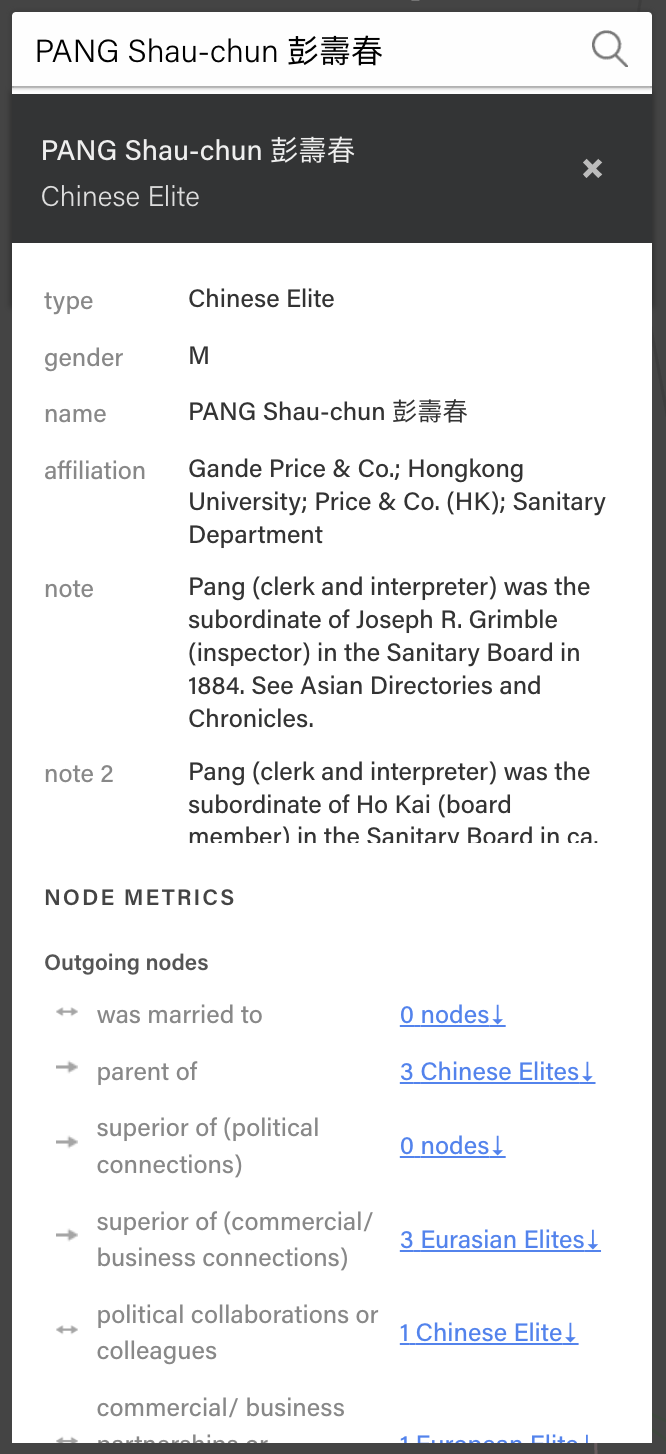 PANG Shau-chun 彭壽春
PANG Shau-chun 彭壽春
×
Chinese Elite
type Chinese Elite
gender M
name PANG Shau-chun 彭壽春
affiliation Gande Price & Co.; Hongkong
University; Price & Co. (HK); Sanitary
Department
note Pang (clerk and interpreter) was the
subordinate of Joseph R. Grimble
(inspector) in the Sanitary Board in
1884. See Asian Directories and
Chronicles.
note 2 Pang (clerk and interpreter) was the
subordinate of Ho Kai (board
member) in the Sanitary Board in ca.
NODE METRICS
Outgoing nodes
↔ was married to 0 nodes↓
→ parent of 3 Chinese Elites↓
→ superior of (political
connections) 0 nodes↓
→ superior of (commercial/
business connections) 3 Eurasian Elites↓
↔ political collaborations or
colleagues 1 Chinese Elite↓
commercial/ business
↔ partnerships or 1 European Elite↓